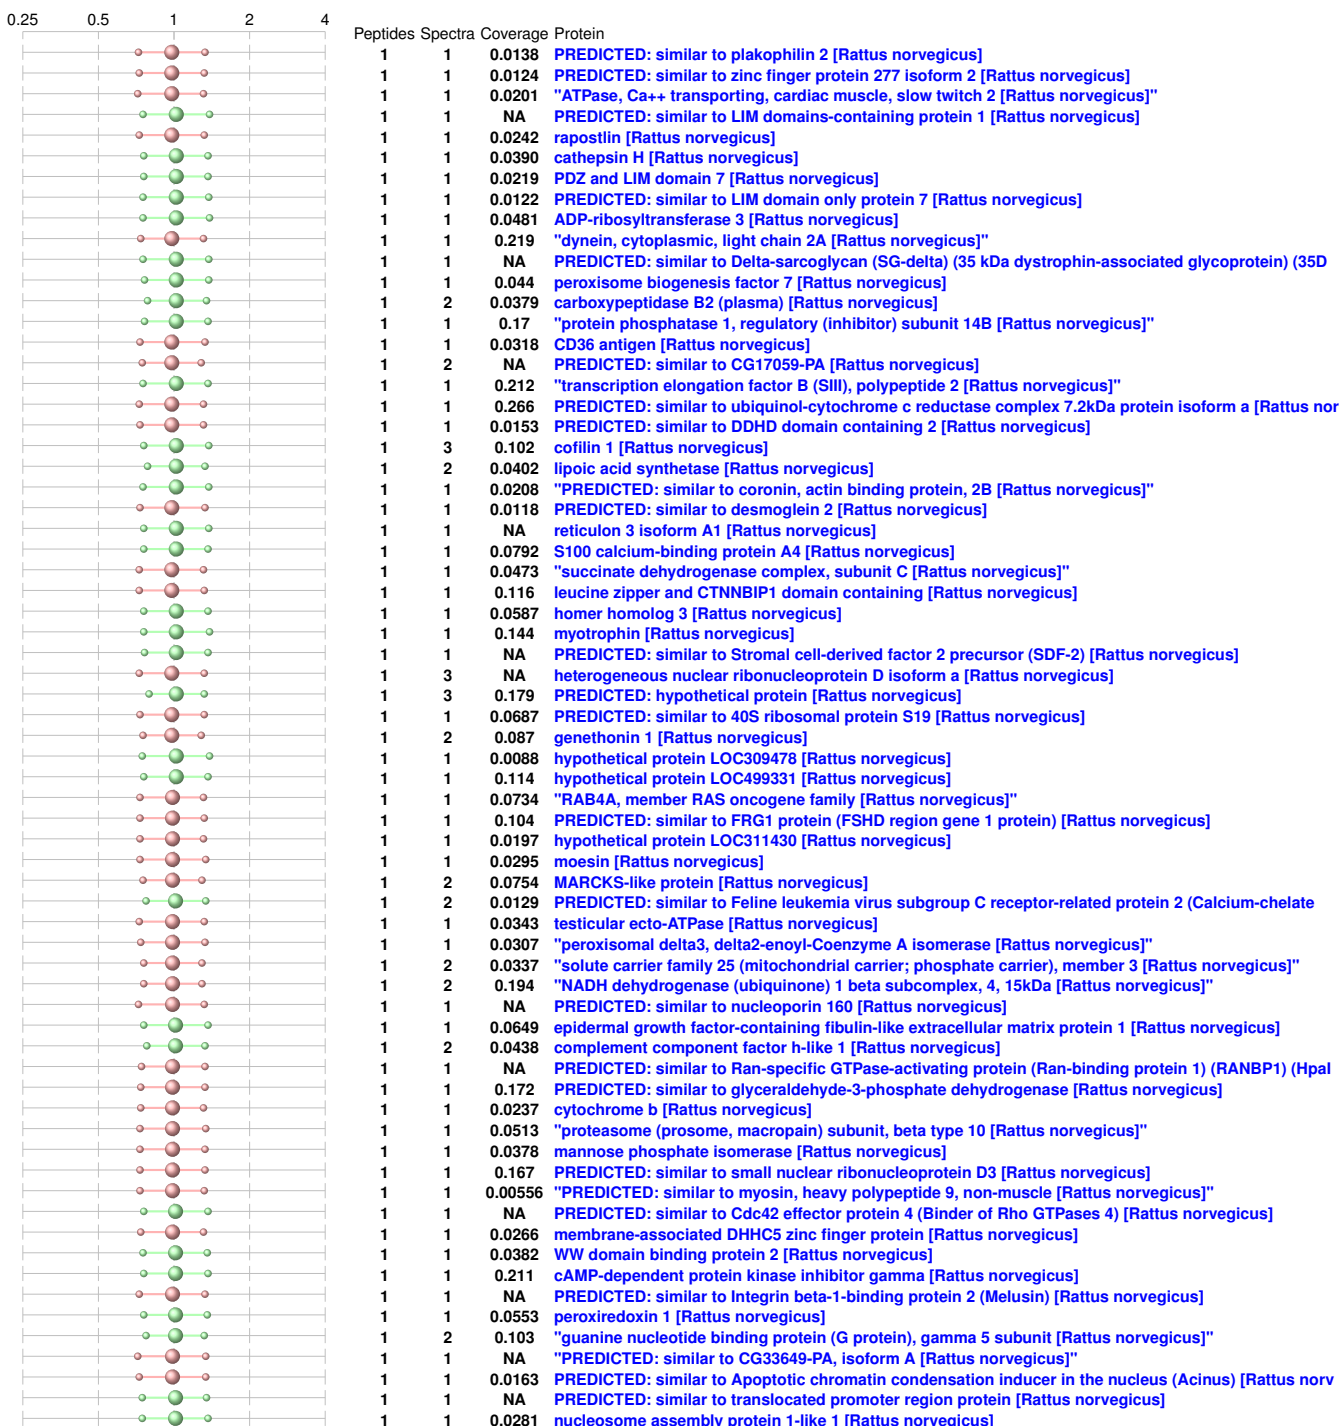 0.25 0.5 1 2 4
Peptides Spectra Coverage Protein
1 1 0.0138 PREDICTED: similar to plakophilin 2 [Rattus norvegicus]
1 1 0.0124 PREDICTED: similar to zinc finger protein 277 isoform 2 [Rattus norvegicus]
1 1 0.0201 "ATPase, Ca++ transporting, cardiac muscle, slow twitch 2 [Rattus norvegicus]"
1 1 NA PREDICTED: similar to LIM domains-containing protein 1 [Rattus norvegicus]
1 1 0.0242 rapostlin [Rattus norvegicus]
1 1 0.0390 cathepsin H [Rattus norvegicus]
1 1 0.0219 PDZ and LIM domain 7 [Rattus norvegicus]
1 1 0.0122 PREDICTED: similar to LIM domain only protein 7 [Rattus norvegicus]
1 1 0.0481 ADP-ribosyltransferase 3 [Rattus norvegicus]
1 1 0.219 "dynein, cytoplasmic, light chain 2A [Rattus norvegicus]"
1 1 NA PREDICTED: similar to Delta-sarcoglycan (SG-delta) (35 kDa dystrophin-associated glycoprotein) (35D
1 1 0.044 peroxisome biogenesis factor 7 [Rattus norvegicus]
1 2 0.0379 carboxypeptidase B2 (plasma) [Rattus norvegicus]
1 1 0.17 "protein phosphatase 1, regulatory (inhibitor) subunit 14B [Rattus norvegicus]"
1 1 0.0318 CD36 antigen [Rattus norvegicus]
1 2 NA PREDICTED: similar to CG17059-PA [Rattus norvegicus]
1 1 0.212 "transcription elongation factor B (SIII), polypeptide 2 [Rattus norvegicus]"
1 1 0.266 PREDICTED: similar to ubiquinol-cytochrome c reductase complex 7.2kDa protein isoform a [Rattus nor
1 1 0.0153 PREDICTED: similar to DDHD domain containing 2 [Rattus norvegicus]
1 3 0.102 cofilin 1 [Rattus norvegicus]
1 2 0.0402 lipoic acid synthetase [Rattus norvegicus]
1 1 0.0208 "PREDICTED: similar to coronin, actin binding protein, 2B [Rattus norvegicus]"
1 1 0.0118 PREDICTED: similar to desmoglein 2 [Rattus norvegicus]
1 1 NA reticulon 3 isoform A1 [Rattus norvegicus]
1 1 0.0792 S100 calcium-binding protein A4 [Rattus norvegicus]
1 1 0.0473 "succinate dehydrogenase complex, subunit C [Rattus norvegicus]"
1 1 0.116 leucine zipper and CTNNBIP1 domain containing [Rattus norvegicus]
1 1 0.0587 homer homolog 3 [Rattus norvegicus]
1 1 0.144 myotrophin [Rattus norvegicus]
1 1 NA PREDICTED: similar to Stromal cell-derived factor 2 precursor (SDF-2) [Rattus norvegicus]
1 3 NA heterogeneous nuclear ribonucleoprotein D isoform a [Rattus norvegicus]
1 3 0.179 PREDICTED: hypothetical protein [Rattus norvegicus]
1 1 0.0687 PREDICTED: similar to 40S ribosomal protein S19 [Rattus norvegicus]
1 2 0.087 genethonin 1 [Rattus norvegicus]
1 1 0.0088 hypothetical protein LOC309478 [Rattus norvegicus]
1 1 0.114 hypothetical protein LOC499331 [Rattus norvegicus]
1 1 0.0734 "RAB4A, member RAS oncogene family [Rattus norvegicus]"
1 1 0.104 PREDICTED: similar to FRG1 protein (FSHD region gene 1 protein) [Rattus norvegicus]
1 1 0.0197 hypothetical protein LOC311430 [Rattus norvegicus]
1 1 0.0295 moesin [Rattus norvegicus]
1 2 0.0754 MARCKS-like protein [Rattus norvegicus]
1 2 0.0129 PREDICTED: similar to Feline leukemia virus subgroup C receptor-related protein 2 (Calcium-chelate
1 1 0.0343 testicular ecto-ATPase [Rattus norvegicus]
1 1 0.0307 "peroxisomal delta3, delta2-enoyl-Coenzyme A isomerase [Rattus norvegicus]"
1 2 0.0337 "solute carrier family 25 (mitochondrial carrier; phosphate carrier), member 3 [Rattus norvegicus]"
1 2 0.194 "NADH dehydrogenase (ubiquinone) 1 beta subcomplex, 4, 15kDa [Rattus norvegicus]"
1 1 NA PREDICTED: similar to nucleoporin 160 [Rattus norvegicus]
1 1 0.0649 epidermal growth factor-containing fibulin-like extracellular matrix protein 1 [Rattus norvegicus]
1 2 0.0438 complement component factor h-like 1 [Rattus norvegicus]
1 1 NA PREDICTED: similar to Ran-specific GTPase-activating protein (Ran-binding protein 1) (RANBP1) (HpaI
1 1 0.172 PREDICTED: similar to glyceraldehyde-3-phosphate dehydrogenase [Rattus norvegicus]
1 1 0.0237 cytochrome b [Rattus norvegicus]
1 1 0.0513 "proteasome (prosome, macropain) subunit, beta type 10 [Rattus norvegicus]"
1 1 0.0378 mannose phosphate isomerase [Rattus norvegicus]
1 1 0.167 PREDICTED: similar to small nuclear ribonucleoprotein D3 [Rattus norvegicus]
1 1 0.00556 "PREDICTED: similar to myosin, heavy polypeptide 9, non-muscle [Rattus norvegicus]"
1 1 NA PREDICTED: similar to Cdc42 effector protein 4 (Binder of Rho GTPases 4) [Rattus norvegicus]
1 1 0.0266 membrane-associated DHHC5 zinc finger protein [Rattus norvegicus]
1 1 0.0382 WW domain binding protein 2 [Rattus norvegicus]
1 1 0.211 cAMP-dependent protein kinase inhibitor gamma [Rattus norvegicus]
1 1 NA PREDICTED: similar to Integrin beta-1-binding protein 2 (Melusin) [Rattus norvegicus]
1 1 0.0553 peroxiredoxin 1 [Rattus norvegicus]
1 2 0.103 "guanine nucleotide binding protein (G protein), gamma 5 subunit [Rattus norvegicus]"
1 1 NA "PREDICTED: similar to CG33649-PA, isoform A [Rattus norvegicus]"
1 1 0.0163 PREDICTED: similar to Apoptotic chromatin condensation inducer in the nucleus (Acinus) [Rattus norv
1 1 NA PREDICTED: similar to translocated promoter region protein [Rattus norvegicus]
1 1 0.0281 nucleosome assembly protein 1-like 1 [Rattus norvegicus]